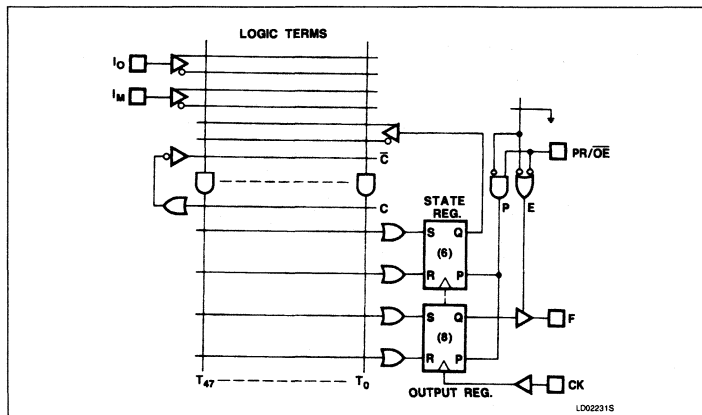 LOGIC TERMS
I0
IM
PR/OE
C
P E
C
STATE
REG.
S Q
(6)
R P
S Q
(8)
F
R P
T47 T0
OUTPUT REG.
CK
LD02231S